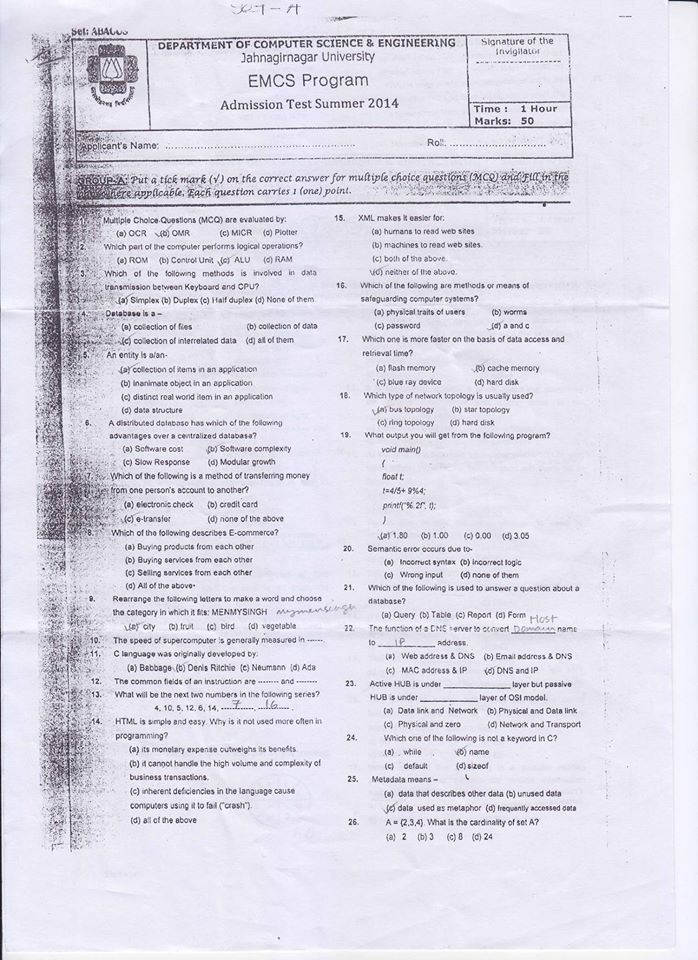 Set: ABACUS
DEPARTMENT OF COMPUTER SCIENCE & ENGINEERING
Jahnagirnagar University
EMCS Program
Admission Test Summer 2014
Signature of the
Invigilator
Time : 1 Hour
Marks: 50
Applicant's Name:
Roll:
GROUP-A: Put a tick mark (√) on the correct answer for multiple choice questions (MCQ) and Fill in the
where applicable. Each question carries 1 (one) point.
1. Multiple Choice Questions (MCQ) are evaluated by:
(a) OCR (b) OMR (c) MICR (d) Plotter
2. Which part of the computer performs logical operations?
(a) ROM (b) Control Unit (c) ALU (d) RAM
3. Which of the following methods is involved in data
transmission between Keyboard and CPU?
(a) Simplex (b) Duplex (c) Half duplex (d) None of them
4. Database is a –
(a) collection of files (b) collection of data
(c) collection of interrelated data (d) all of them
5. An entity is a/an-
(a) collection of items in an application
(b) inanimate object in an application
(c) distinct real world item in an application
(d) data structure
6. A distributed database has which of the following
advantages over a centralized database?
(a) Software cost (b) Software complexity
(c) Slow Response (d) Modular growth
7. Which of the following is a method of transferring money
from one person's account to another?
(a) electronic check (b) credit card
(c) e-transfer (d) none of the above
8. Which of the following describes E-commerce?
(a) Buying products from each other
(b) Buying services from each other
(c) Selling services from each other
(d) All of the above
9. Rearrange the following letters to make a word and choose
the category in which it fits: MENMYSINGH mymensingh
(a) city (b) fruit (c) bird (d) vegetable
10. The speed of supercomputer is generally measured in ------
11. C language was originally developed by:
(a) Babbage (b) Denis Ritchie (c) Neumann (d) Ada
12. The common fields of an instruction are ------- and --------
13. What will be the next two numbers in the following series?
4, 10, 5, 12, 6, 14, 7, 16
14. HTML is simple and easy. Why is it not used more often in
programming?
(a) its monetary expense outweighs its benefits.
(b) it cannot handle the high volume and complexity of
business transactions.
(c) inherent deficiencies in the language cause
computers using it to fail ("crash").
(d) all of the above
15. XML makes it easier for:
(a) humans to read web sites
(b) machines to read web sites.
(c) both of the above.
(d) neither of the above.
16. Which of the following are methods or means of
safeguarding computer systems?
(a) physical traits of users (b) worms
(c) password (d) a and c
17. Which one is more faster on the basis of data access and
retrieval time?
(a) flash memory (b) cache memory
(c) blue ray device (d) hard disk
18. Which type of network topology is usually used?
(a) bus topology (b) star topology
(c) ring topology (d) hard disk
19. What output you will get from the following program?
void main()
{
float t;
t=4/5+ 9%4;
printf("%.2f", t);
}
(a) 1.80 (b) 1.00 (c) 0.00 (d) 3.05
20. Semantic error occurs due to-
(a) Incorrect syntax (b) Incorrect logic
(c) Wrong input (d) none of them
21. Which of the following is used to answer a question about a
database?
(a) Query (b) Table (c) Report (d) Form
Host
22. The function of a DNS server to convert Domain name
to IP address.
(a) Web address & DNS (b) Email address & DNS
(c) MAC address & IP (d) DNS and IP
23. Active HUB is under ______________ layer but passive
HUB is under ____________ layer of OSI model.
(a) Data link and Network (b) Physical and Data link
(c) Physical and zero (d) Network and Transport
24. Which one of the following is not a keyword in C?
(a) while (b) name
(c) default (d) sizeof
25. Metadata means –
(a) data that describes other data (b) unused data
(c) data used as metaphor (d) frequently accessed data
26. A = {2,3,4}. What is the cardinality of set A?
(a) 2 (b) 3 (c) 8 (d) 24